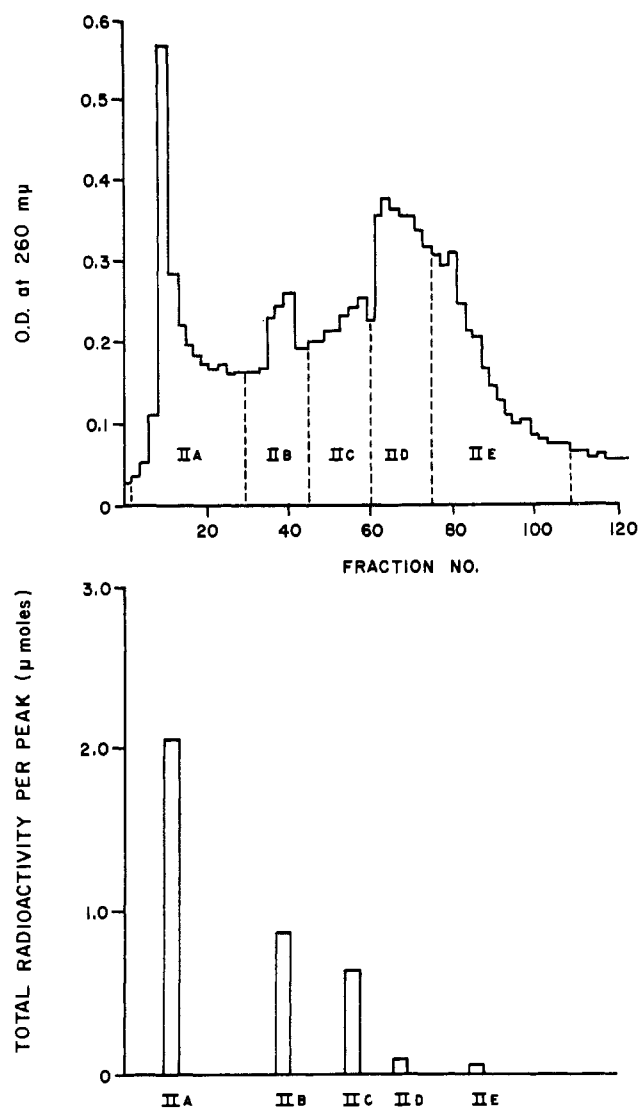 0.6
0.5
0.4
0.3
0.2
0.1
0
O.D. at 260 mμ
IIA
IIB
IIC
IID
IIE
20
40
60
80
100
120
FRACTION NO.
3.0
2.0
1.0
0
TOTAL RADIOACTIVITY PER PEAK (μ moles)
IIA
IIB
IIC
IID
IIE